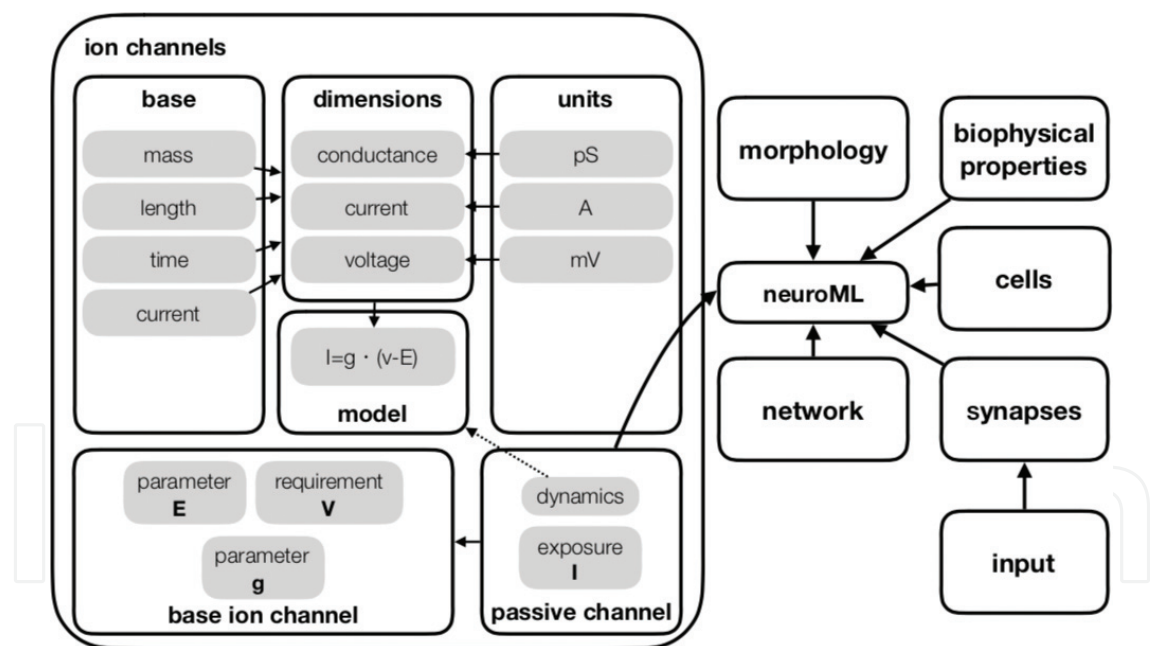 ion channels
base
mass
length
time
current
dimensions
conductance
current
voltage
units
pS
A
mV
I=g · (v-E)
model
parameter
E
requirement
V
parameter
g
base ion channel
dynamics
exposure
I
passive channel
morphology
biophysical
properties
neuroML
cells
network
synapses
input